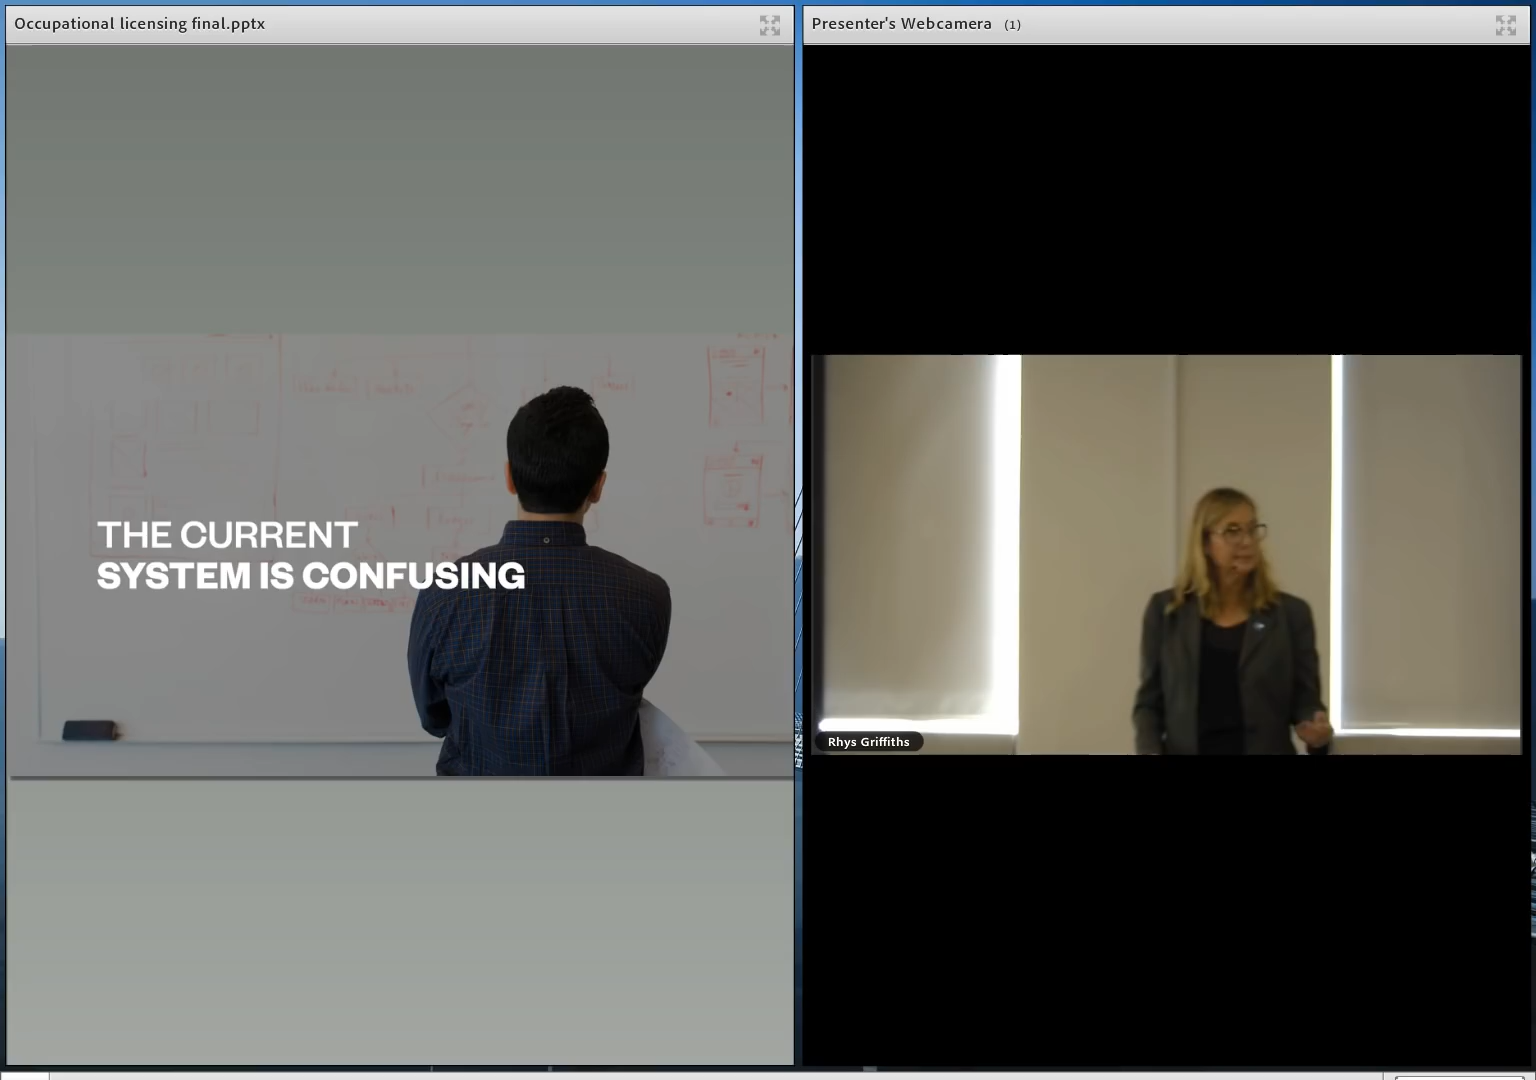 Occupational licensing final.pptx
Presenter's Webcamera (1)
THE CURRENT
SYSTEM IS CONFUSING
Rhys Griffiths